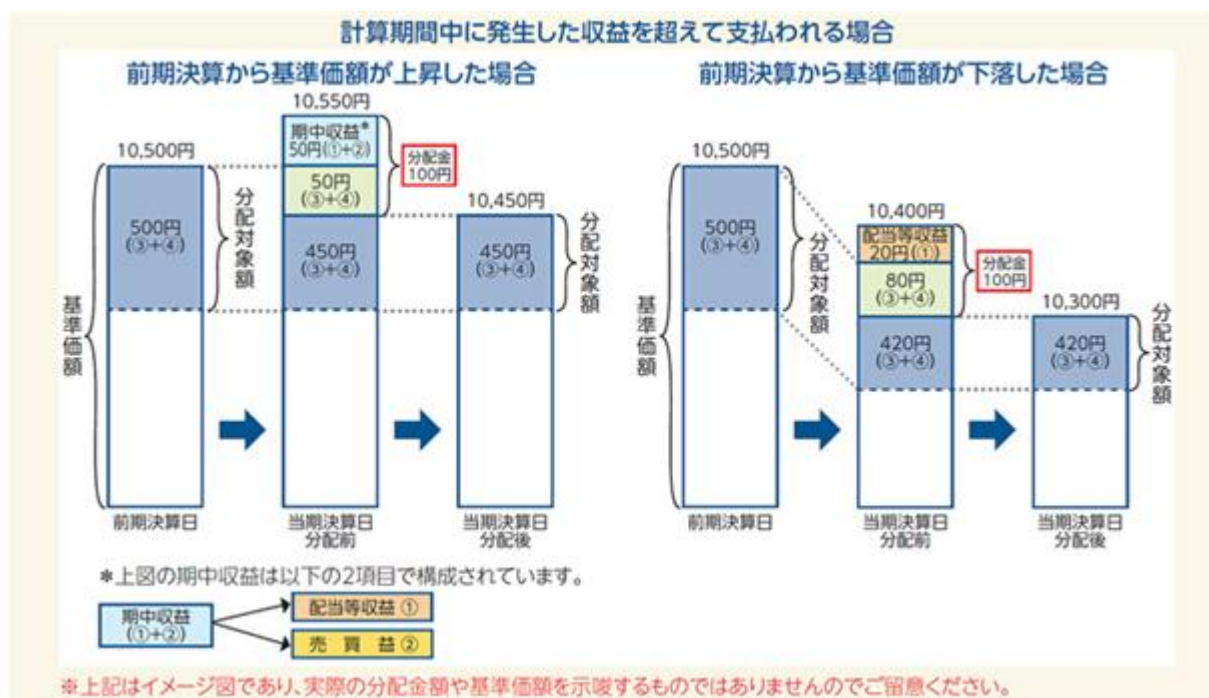 計算期間中に発生した収益を超えて支払われる場合
前期決算から基準価額が上昇した場合
10,550円
期中収益*
50円(①+②)
分配金
100円
10,500円
50円
(③+④)
10,450円
500円
(③+④)
分配対象額
450円
(③+④)
450円
(③+④)
分配対象額
基準価額
前期決算日
当期決算日
分配前
当期決算日
分配後
前期決算から基準価額が下落した場合
10,500円
10,400円
500円
(③+④)
分配対象額
配当等収益
20円(①)
分配金
100円
80円
(③+④)
10,300円
420円
(③+④)
420円
(③+④)
分配対象額
基準価額
前期決算日
当期決算日
分配前
当期決算日
分配後
*上図の期中収益は以下の2項目で構成されています。
期中収益
(①+②)
配当等収益 ①
売 買 益 ②
※上記はイメージ図であり、実際の分配金額や基準価額を示唆するものではありませんのでご留意ください。